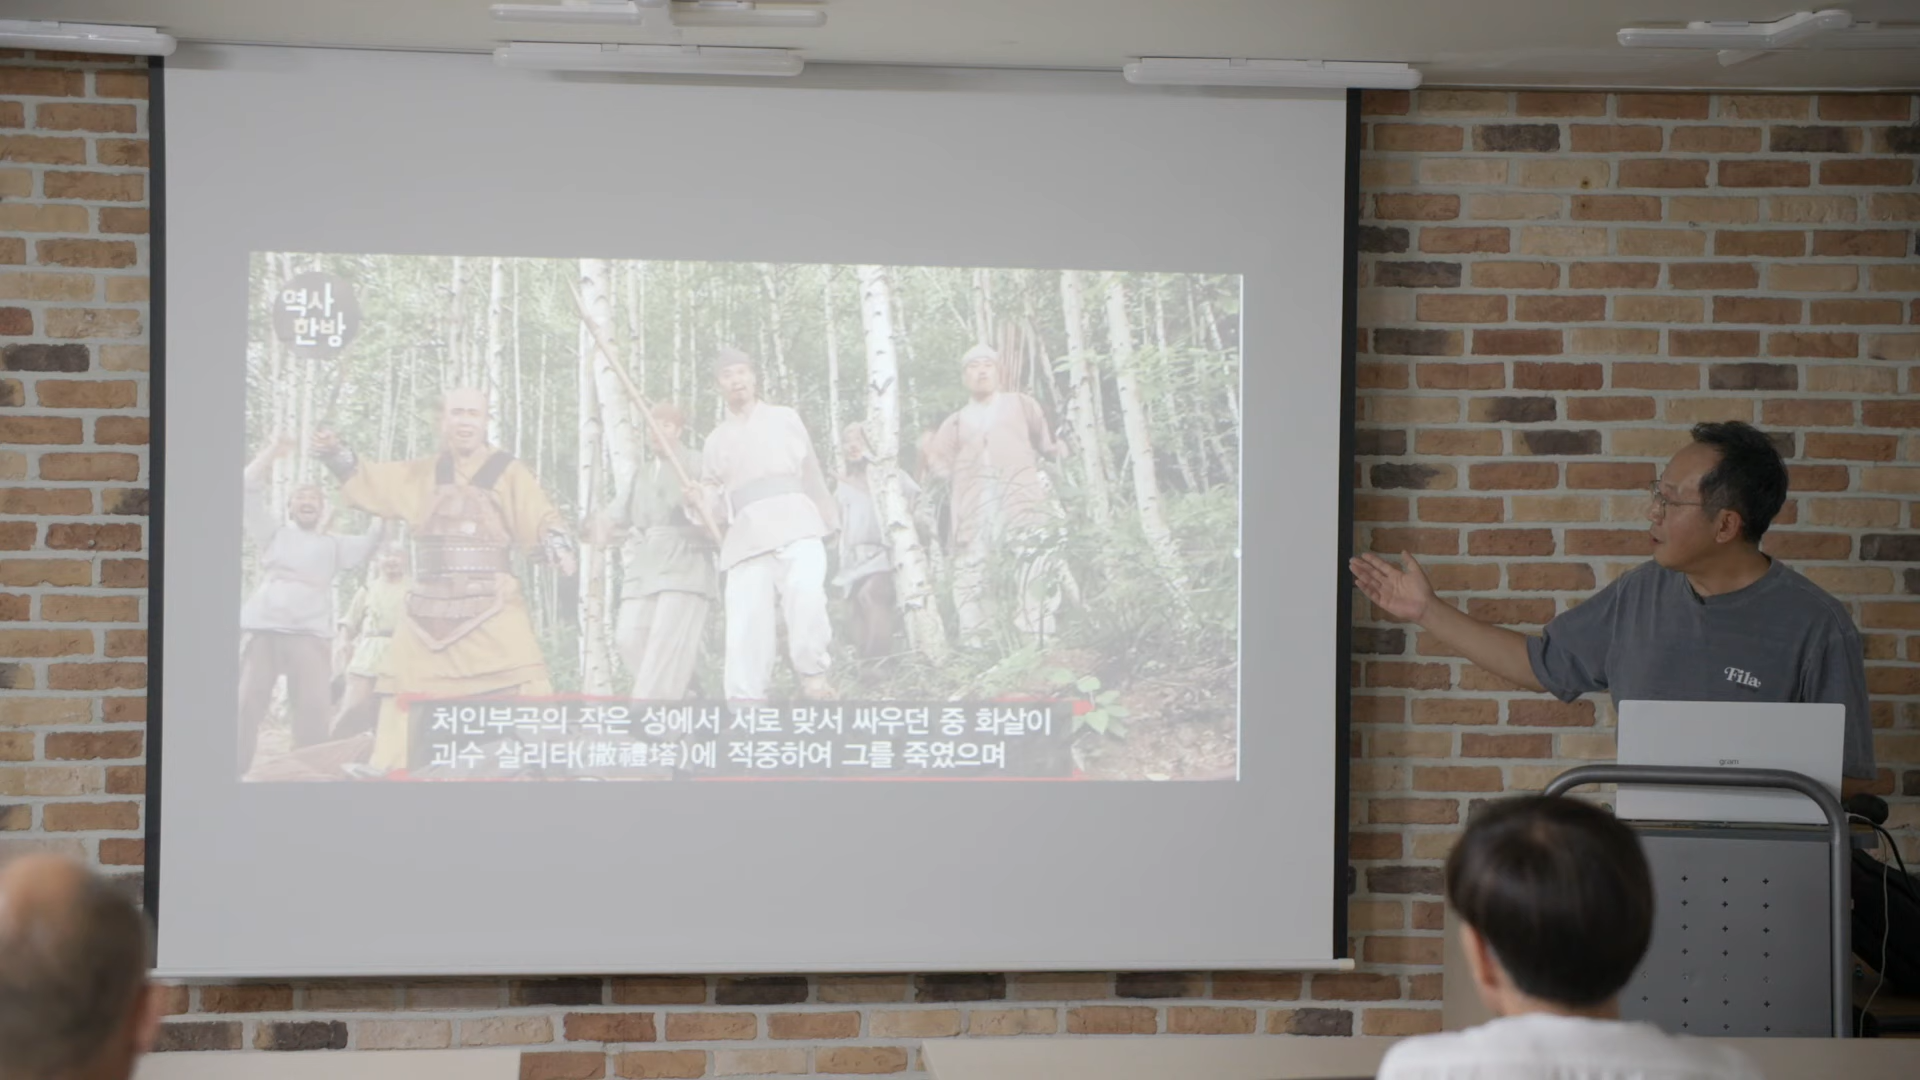 역사
한방
처인부곡의 작은 성에서 서로 맞서 싸우던 중 화살이
괴수 살리타(撒禮塔)에 적중하여 그를 죽였으며
Fila
gram